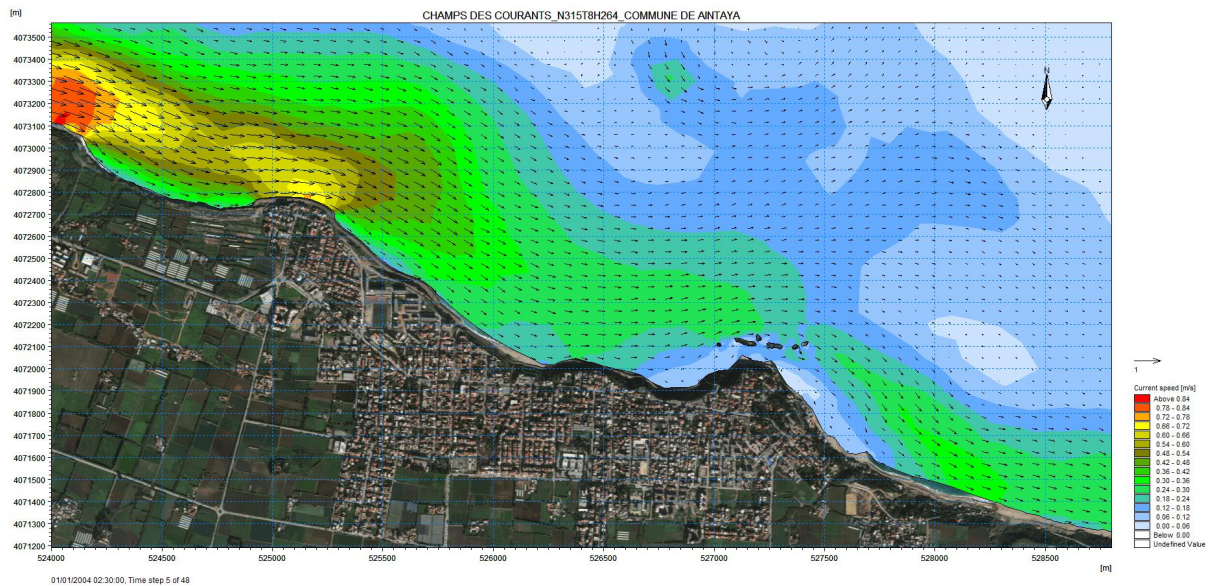 CHAMPS DES COURANTS_N315T8H264_COMMUNE DE AINTAYA
[m]
4073500
4073400
4073300
4073200
4073100
4073000
4072900
4072800
4072700
4072600
4072500
4072400
4072300
4072200
4072100
4072000
4071900
4071800
4071700
4071600
4071500
4071400
4071300
4071200
524000 524500 525000 525500 526000 526500 527000 527500 528000 528500
[m]
N
1
Current speed [m/s]
Above 0.84
0.78 - 0.84
0.72 - 0.78
0.66 - 0.72
0.60 - 0.66
0.54 - 0.60
0.48 - 0.54
0.42 - 0.48
0.36 - 0.42
0.30 - 0.36
0.24 - 0.30
0.18 - 0.24
0.12 - 0.18
0.06 - 0.12
0.00 - 0.06
Below 0.00
Undefined Value
01/01/2004 02:30:00, Time step 5 of 48